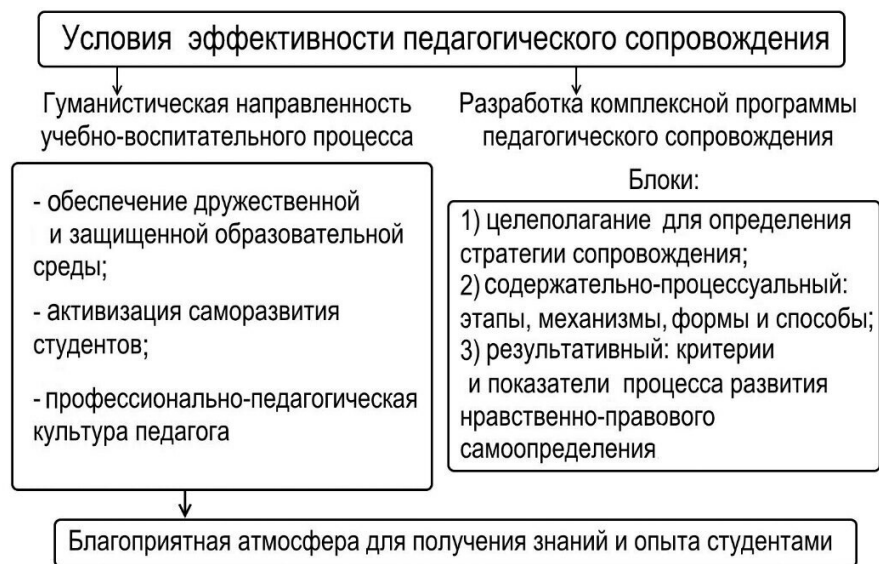 Условия эффективности педагогического сопровождения
Гуманистическая направленность
учебно-воспитательного процесса
- обеспечение дружественной
и защищенной образовательной
среды;
- активизация саморазвития
студентов;
- профессионально-педагогическая
культура педагога
Разработка комплексной программы
педагогического сопровождения
Блоки:
1) целеполагание для определения
стратегии сопровождения;
2) содержательно-процессуальный:
этапы, механизмы, формы и способы;
3) результативный: критерии
и показатели процесса развития
нравственно-правового
самоопределения
Благоприятная атмосфера для получения знаний и опыта студентами